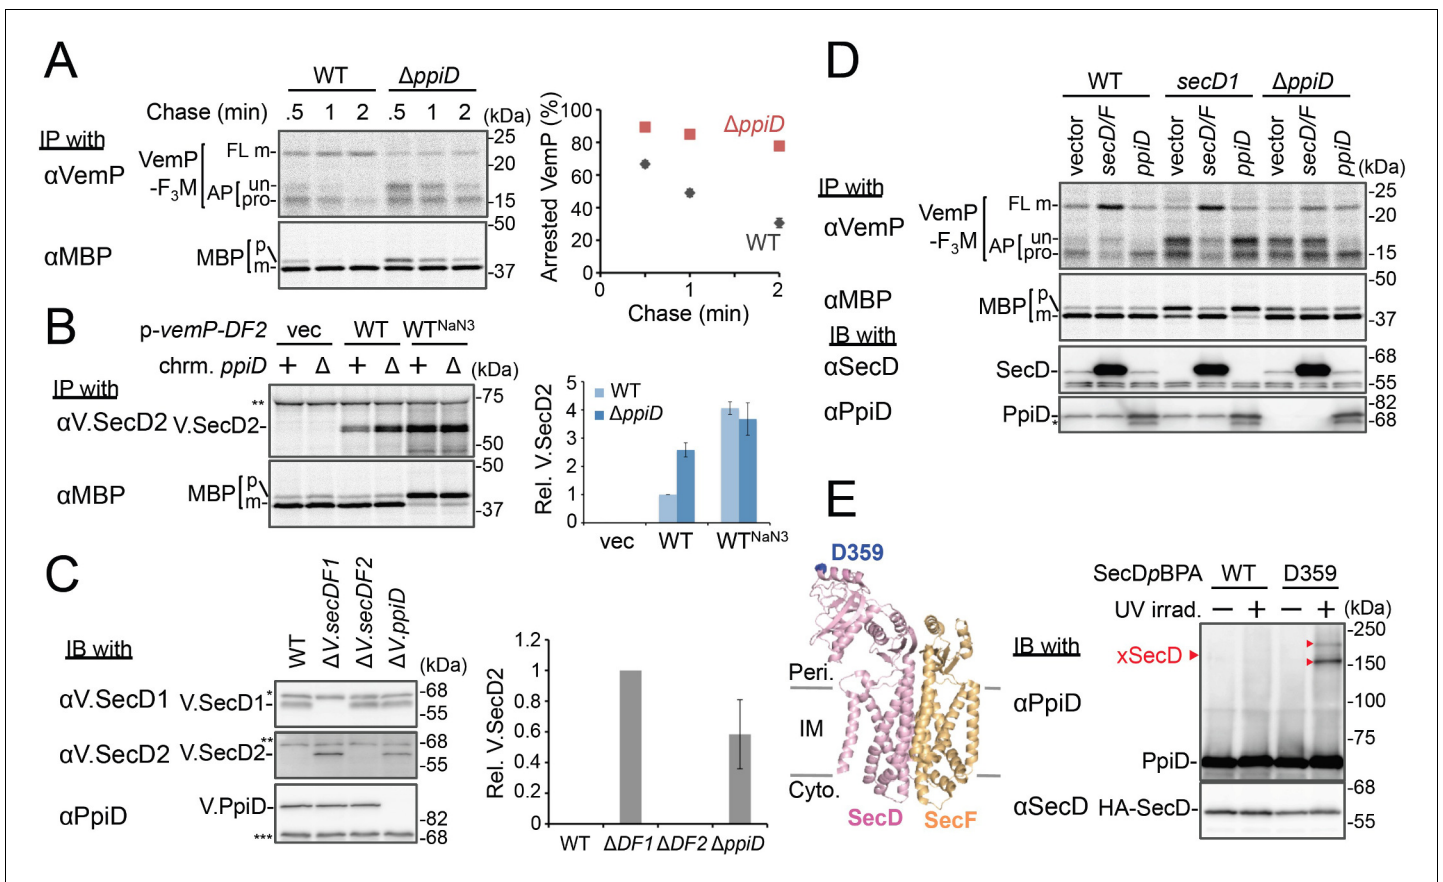 A
WT
ΔppiD
Chase (min) .5 1 2 .5 1 2 (kDa)
IP with
αVemP
VemP
-F3M
FL m-
AP
un-
pro-
-25
-20
-15
αMBP
MBP
p
m-
-50
-37
Arrested VemP (%)
100
80
60
40
20
0
ΔppiD
WT
0 1 2
Chase (min)
B
p-vemP-DF2 vec WT WTNaN3
chrm. ppiD + Δ + Δ + Δ (kDa)
IP with
αV.SecD2
**
V.SecD2-
-75
-50
αMBP
MBP
p
m-
-50
-37
Rel. V.SecD2
5
4
3
2
1
0
WT
ΔppiD
vec WT WTNaN3
C
WT
ΔV.secDF1
ΔV.secDF2
ΔV.ppiD
(kDa)
IB with
αV.SecD1
*
V.SecD1-
-68
-55
αV.SecD2
**
V.SecD2-
-68
-55
αPpiD
V.PpiD-
***
-82
-68
Rel. V.SecD2
1.2
1
0.8
0.6
0.4
0.2
0
WT ΔDF1 ΔDF2 ΔppiD
D
WT secD1 ΔppiD
vector
secD/F
ppiD
vector
secD/F
ppiD
vector
secD/F
ppiD
(kDa)
IP with
αVemP
VemP
-F3M
FL m-
AP
un-
pro-
-25
-20
-15
αMBP
MBP
p
m-
-50
-37
IB with
αSecD
SecD-
-68
-55
αPpiD
PpiD-
*
-82
-68
E
D359
Peri.
IM
Cyto.
SecD
SecF
SecDpBPA WT D359
UV irrad. – + – + (kDa)
IB with
xSecD
αPpiD
PpiD-
-250
-150
-100
-75
αSecD
HA-SecD-
-68
-55